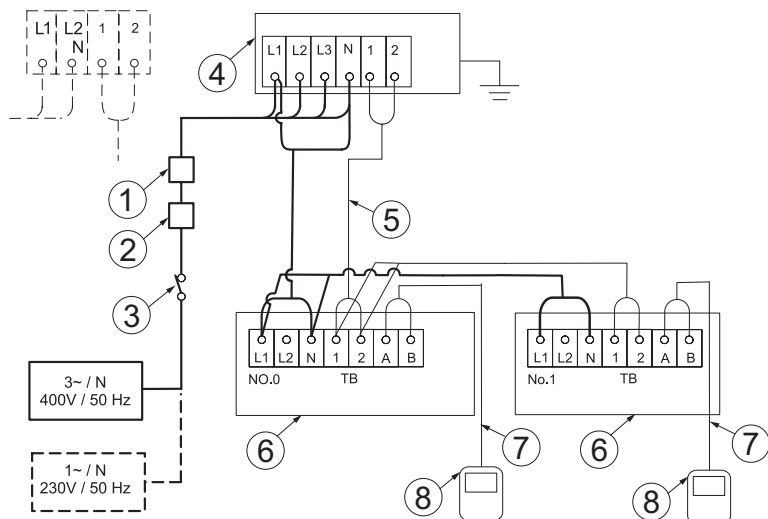 L1 L2 N 1 2
4
L1 L2 L3 N 1 2
1
2
3
5
3~ / N
400V / 50 Hz
1~ / N
230V / 50 Hz
L1 L2 N 1 2 A B
NO.0 TB
6
7
8
L1 L2 N 1 2 A B
No.1 TB
6
7
8